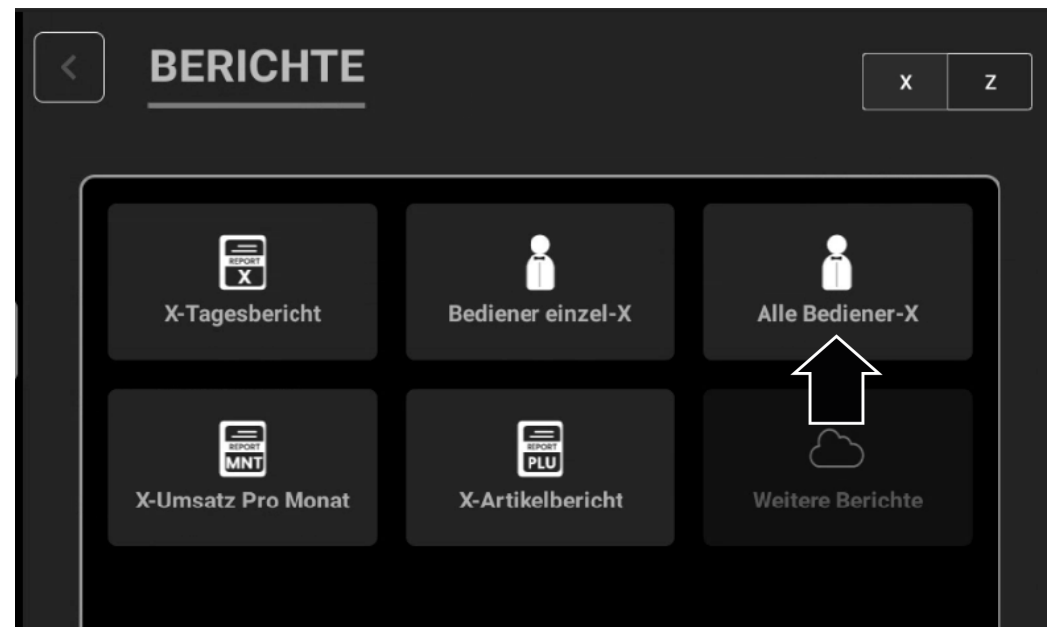 BERICHTE
X Z
REPORT
X
X-Tagesbericht
Bediener einzel-X
Alle Bediener-X
REPORT
MNT
X-Umsatz Pro Monat
REPORT
PLU
X-Artikelbericht
Weitere Berichte